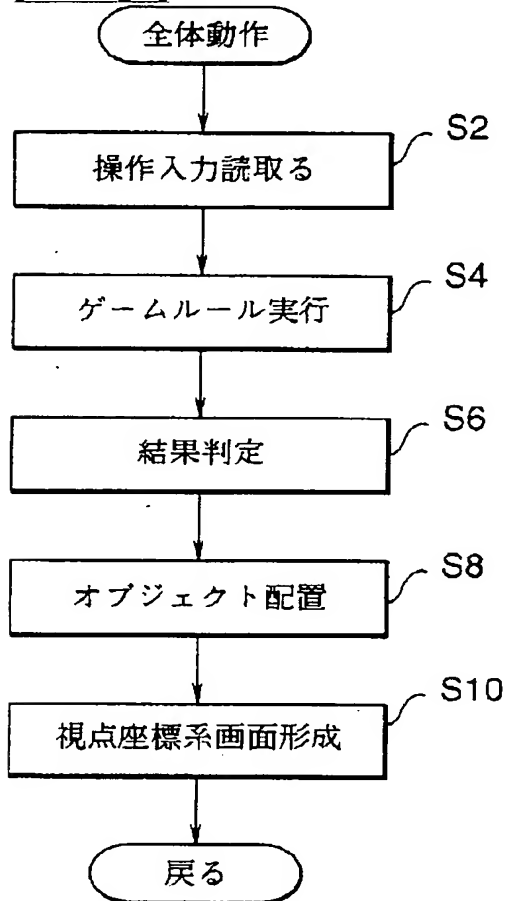 全体動作
S2
操作入力読取る
S4
ゲームルール実行
S6
結果判定
S8
オブジェクト配置
S10
視点座標系画面形成
戻る